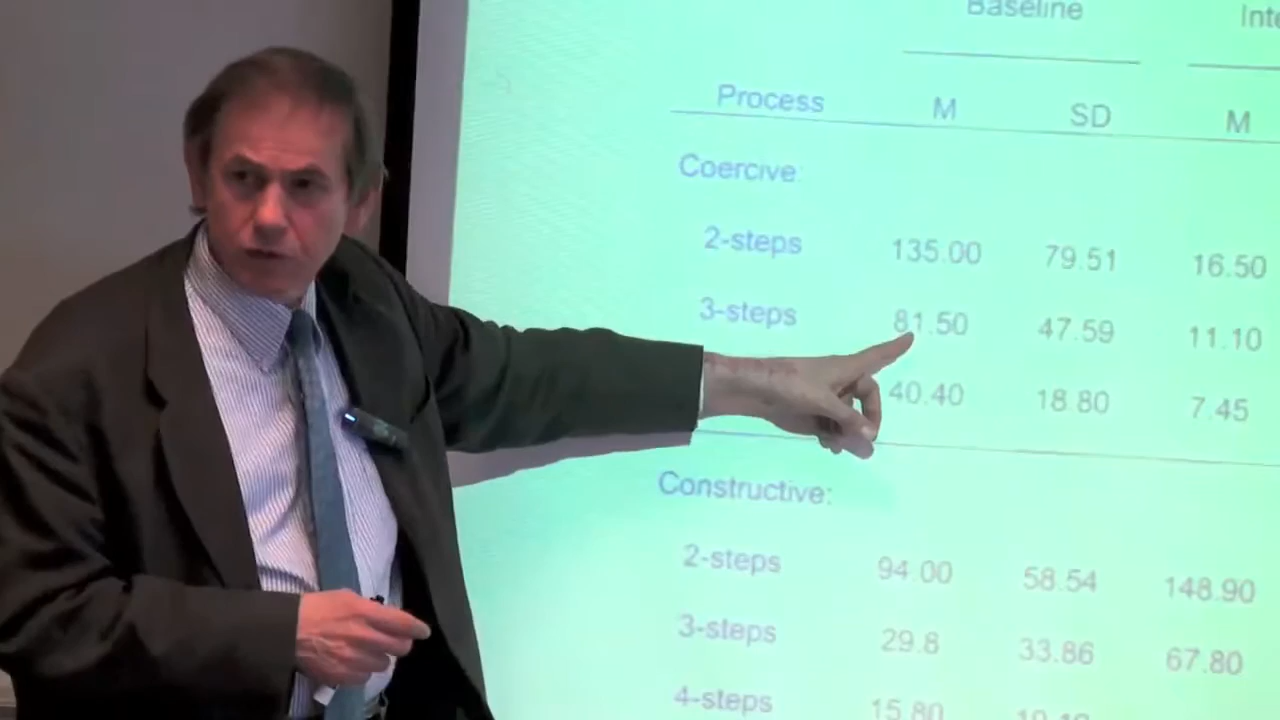 Baseline
Process M SD M
Coercive:
2-steps 135.00 79.51 16.50
3-steps 81.50 47.59 11.10
40.40 18.80 7.45
Constructive:
2-steps 94.00 58.54 148.90
3-steps 29.8 33.86 67.80
4-steps 15.80